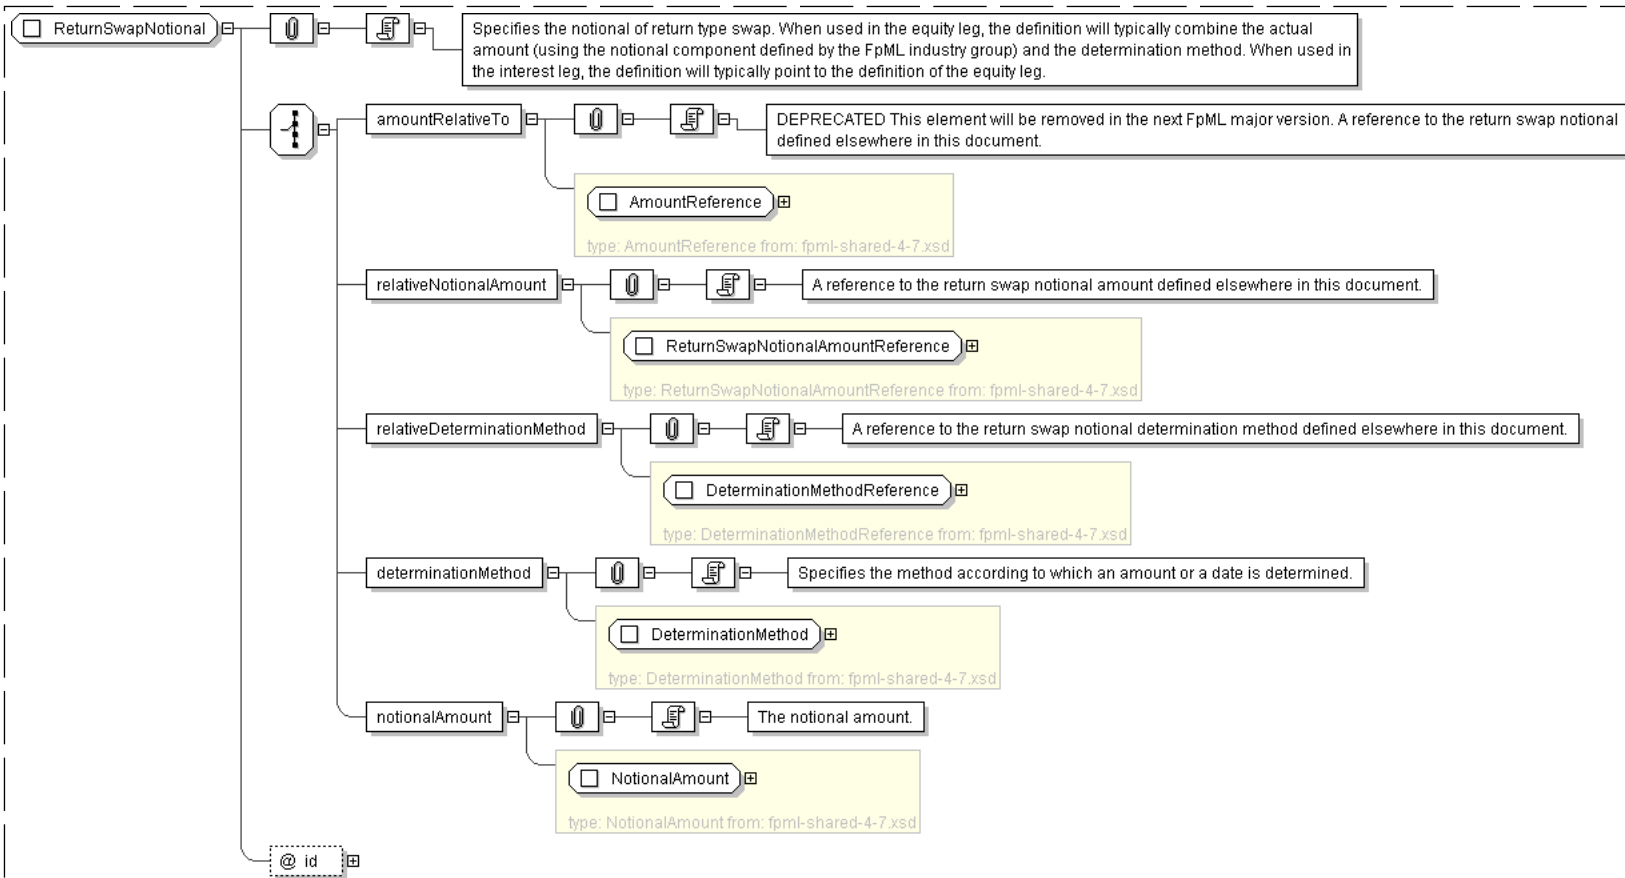 ReturnSwapNotional
Specifies the notional of return type swap. When used in the equity leg, the definition will typically combine the actual
amount (using the notional component defined by the FpML industry group) and the determination method. When used in
the interest leg, the definition will typically point to the definition of the equity leg.
amountRelativeTo
DEPRECATED This element will be removed in the next FpML major version. A reference to the return swap notional
defined elsewhere in this document.
AmountReference
type: AmountReference from: fpml-shared-4-7.xsd
relativeNotionalAmount
A reference to the return swap notional amount defined elsewhere in this document.
ReturnSwapNotionalAmountReference
type: ReturnSwapNotionalAmountReference from: fpml-shared-4-7.xsd
relativeDeterminationMethod
A reference to the return swap notional determination method defined elsewhere in this document.
DeterminationMethodReference
type: DeterminationMethodReference from: fpml-shared-4-7.xsd
determinationMethod
Specifies the method according to which an amount or a date is determined.
DeterminationMethod
type: DeterminationMethod from: fpml-shared-4-7.xsd
notionalAmount
The notional amount.
NotionalAmount
type: NotionalAmount from: fpml-shared-4-7.xsd
@ id